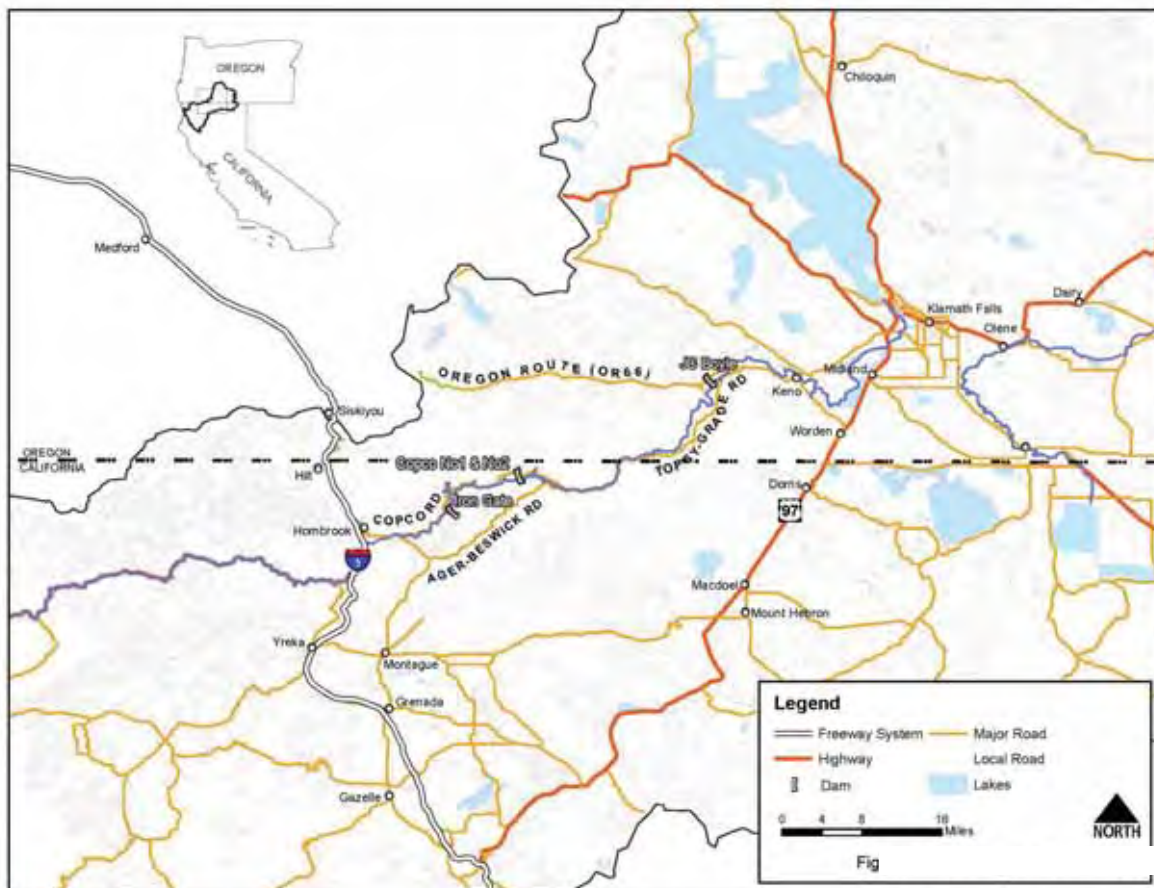 OREGON
CALIFORNIA
Chiloquin
Medford
Klamath Falls
Dairy
Olene
JC Boyle
OREGON ROUTE (OR66)
Keno
Midland
TOPSY-GRADE RD
Siskiyou
Worden
OREGON
CALIFORNIA
Hilt
Copco No1 & No2
Dorris
Iron Gate
COPCO RD
97
Hornbrook
AGER-BESWICK RD
5
Macdoel
Mount Hebron
Yreka
Montague
Grenada
Gazelle
Legend
Freeway System
Major Road
Highway
Local Road
Dam
Lakes
0 4 8 16
Miles
NORTH
Fig